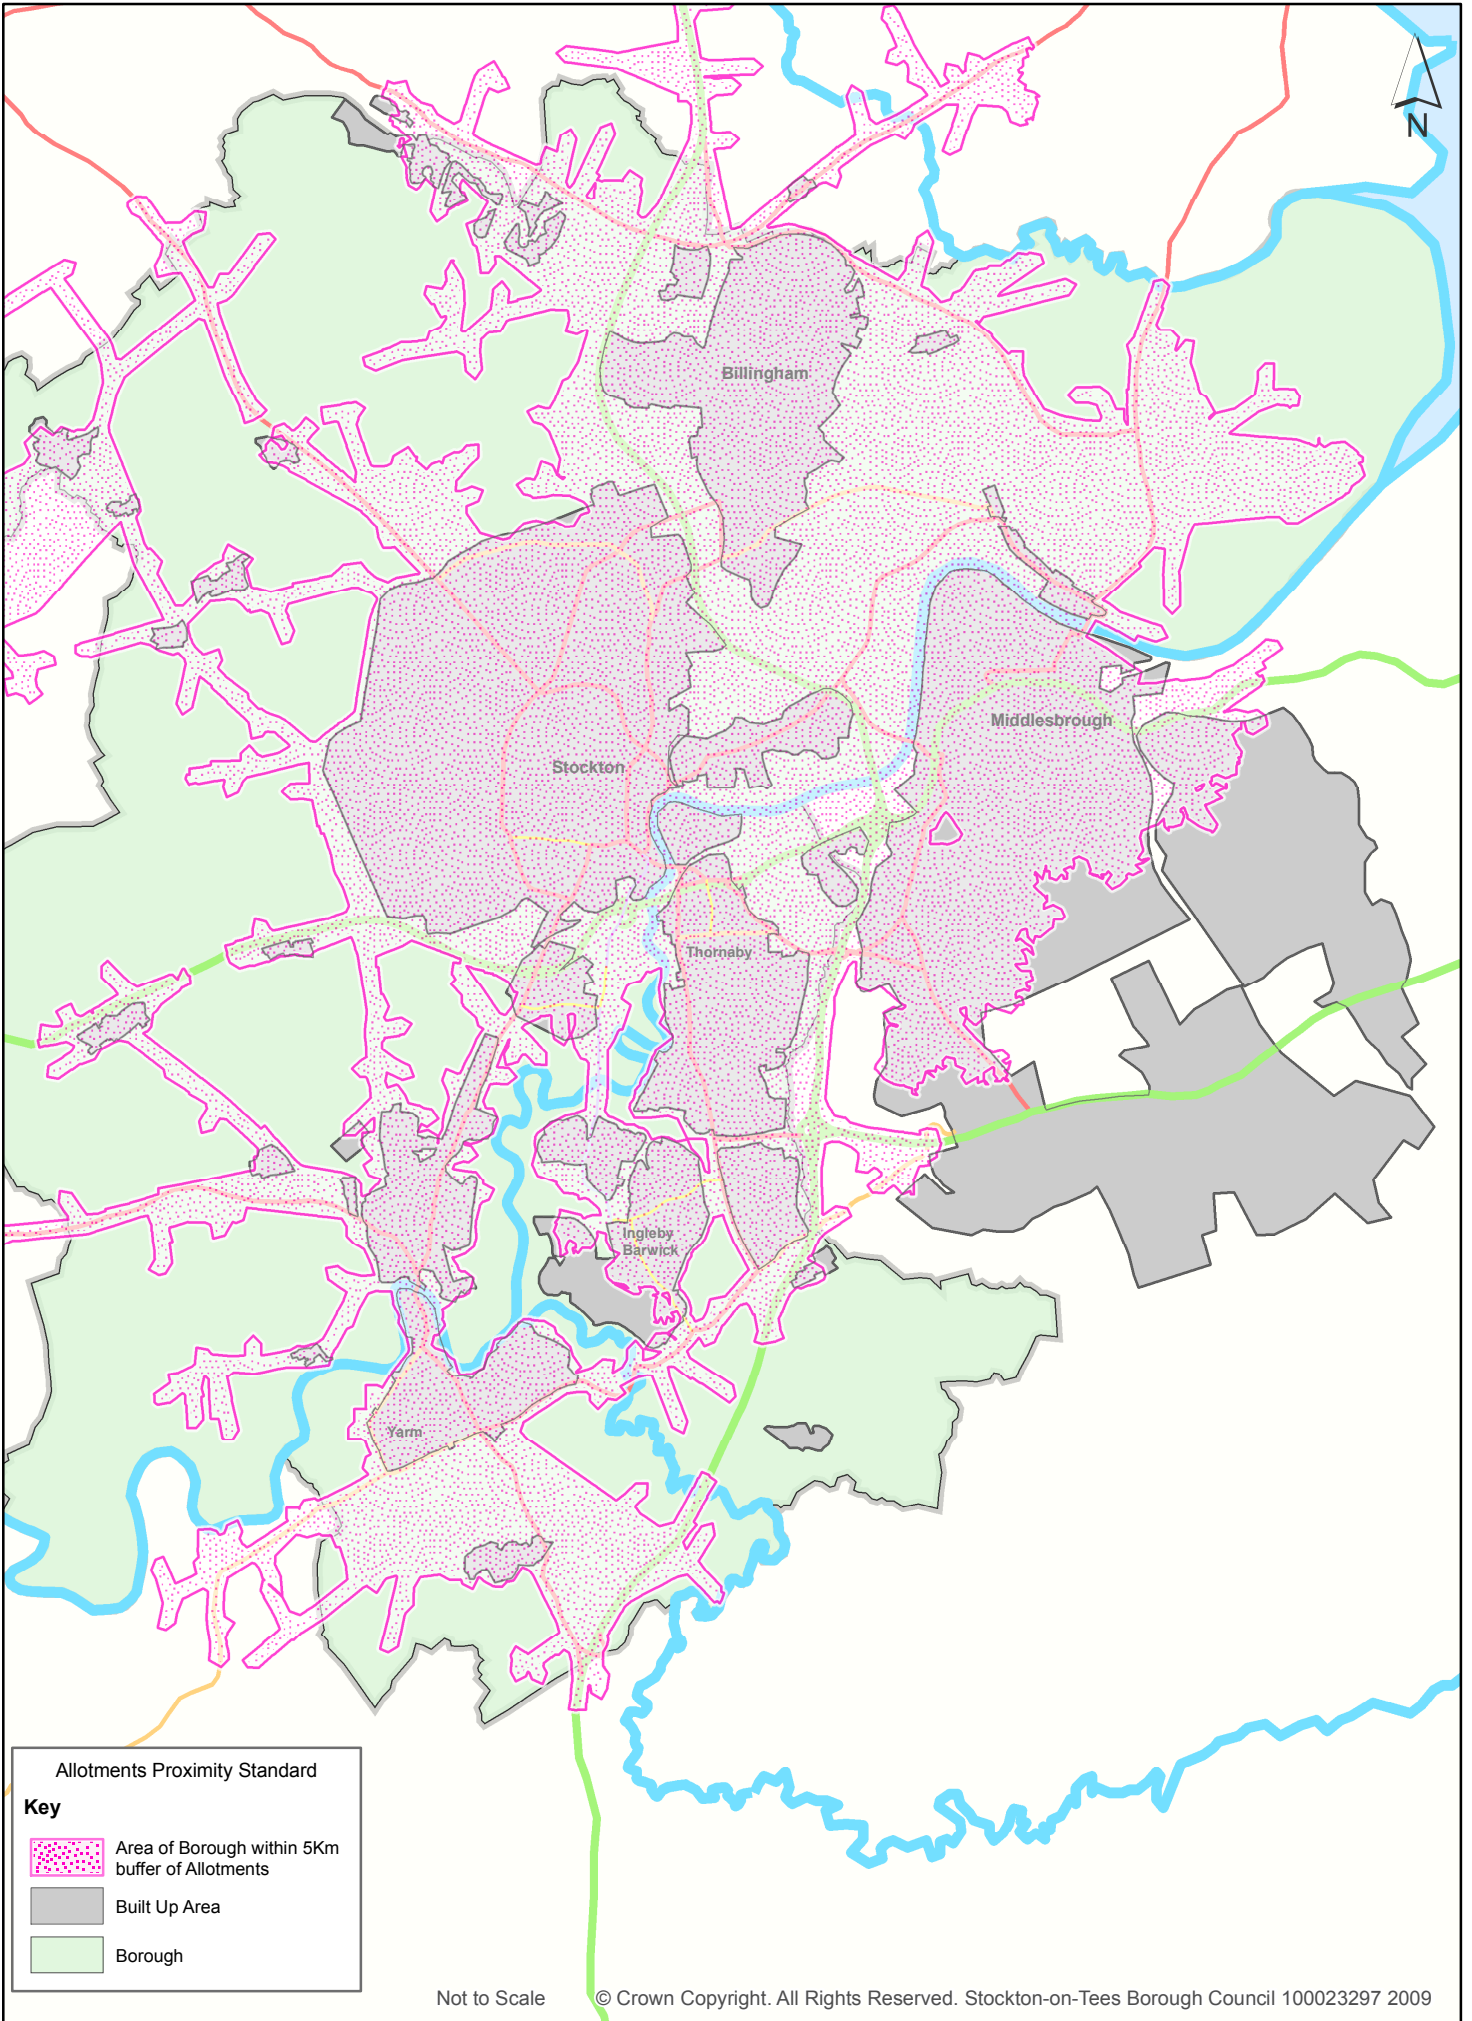 N
Billingham
Middlesbrough
Stockton
Thornaby
Ingleby
Barwick
Yarm
Allotments Proximity Standard
Key
Area of Borough within 5Km
buffer of Allotments
Built Up Area
Borough
Not to Scale
© Crown Copyright. All Rights Reserved. Stockton-on-Tees Borough Council 100023297 2009